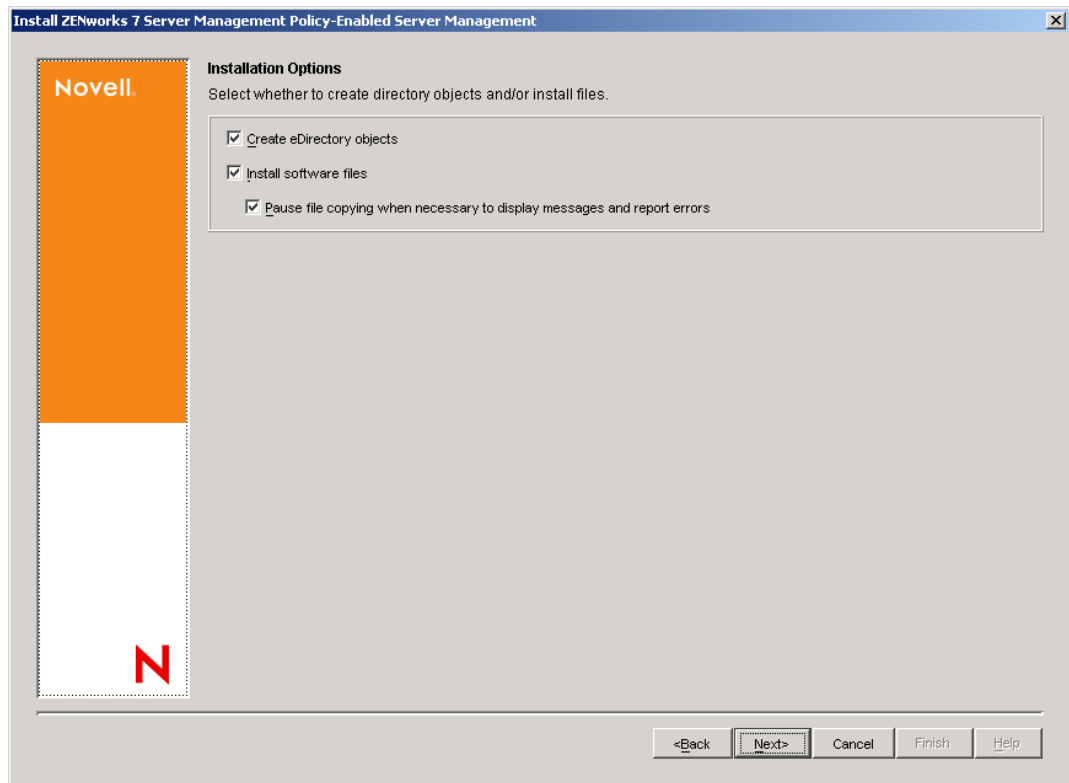 Install ZENworks 7 Server Management Policy-Enabled Server Management
Novell.
Installation Options
Select whether to create directory objects and/or install files.
Create eDirectory objects
Install software files
Pause file copying when necessary to display messages and report errors
N
<Back
Next>
Cancel
Finish
Help